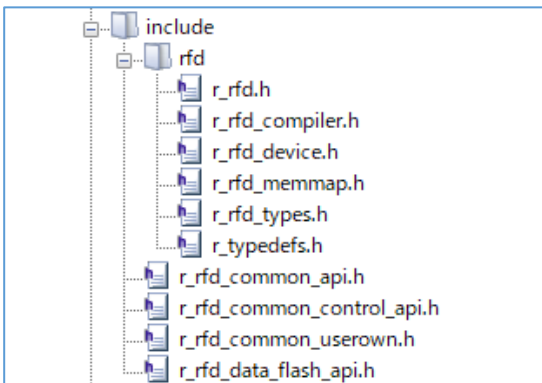 include
rfd
r_rfd.h
r_rfd_compiler.h
r_rfd_device.h
r_rfd_memmap.h
r_rfd_types.h
r_typedefs.h
r_rfd_common_api.h
r_rfd_common_control_api.h
r_rfd_common_userown.h
r_rfd_data_flash_api.h